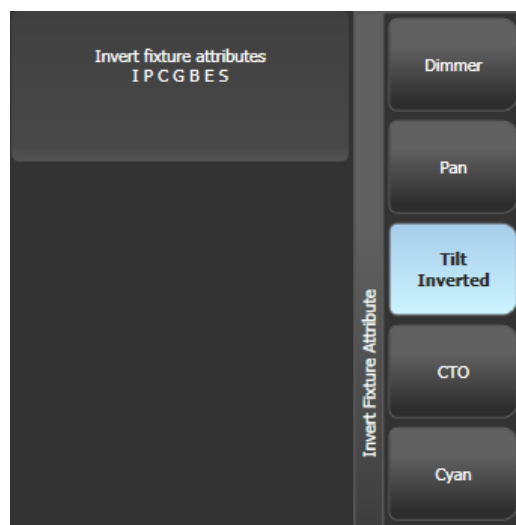 Invert fixture attributes
I P C G B E S
Invert Fixture Attribute
Dimmer
Pan
Tilt
Inverted
CTO
Cyan